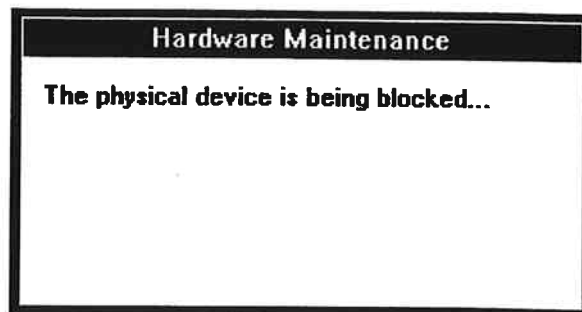 Hardware Maintenance
The physical device is being blocked...